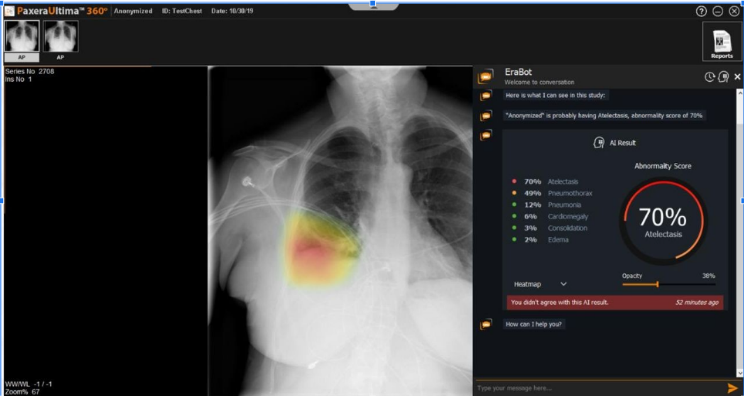 PaxeraUltima™ 360° Anonymized ID: TestChest Date: 10/30/19
AP
AP
Reports
Series No 2708
Ins No 1
EraBot
Welcome to conversation
Here is what I can see in this study:
"Anonymized" is probably having Atelectasis, abnormality score of 70%
AI Result
Abnormality Score
70% Atelectasis
49% Pneumothorax
12% Pneumonia
6% Cardiomegaly
3% Consolidation
2% Edema
70%
Atelectasis
Heatmap
Opacity 38%
You didn't agree with this AI result. 52 minutes ago
How can I help you?
WW/WL -1 / -1
Zoom% 67
Type your message here...